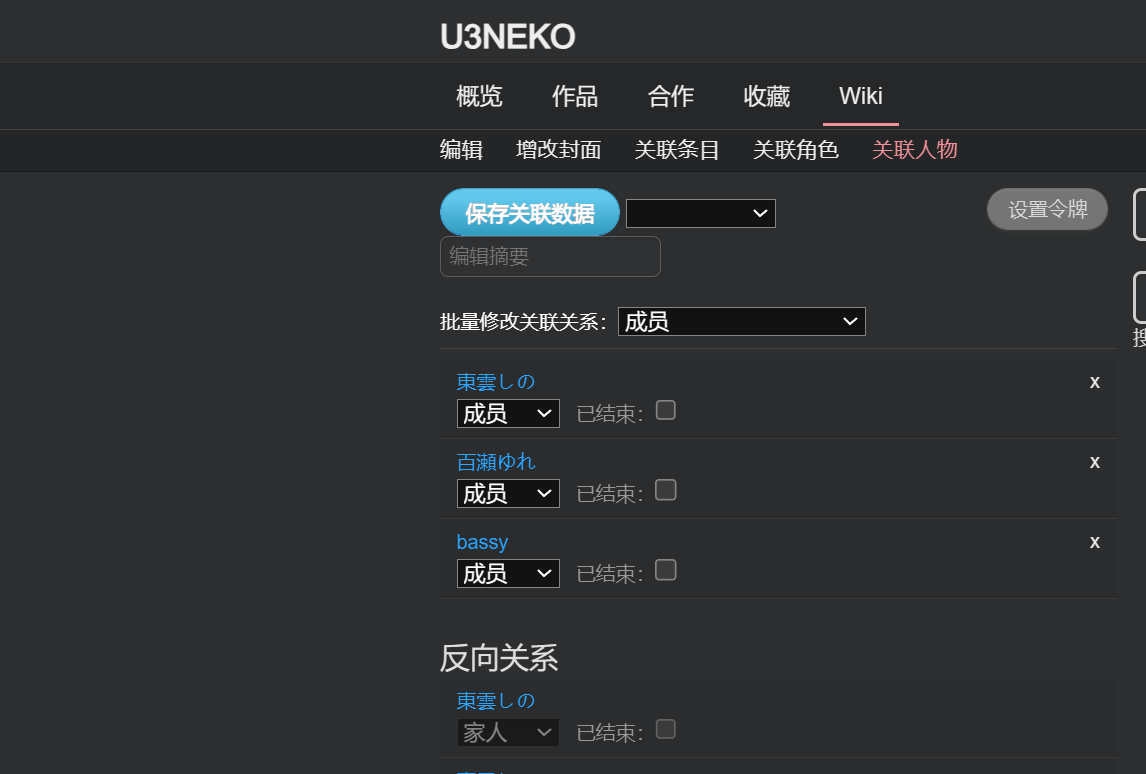 U3NEKO
概览 作品 合作 收藏 Wiki
编辑 增改封面 关联条目 关联角色 关联人物
保存关联数据 设置令牌
编辑摘要
批量修改关联关系： 成员
東雲しの x
成员 已结束：
百瀬ゆれ x
成员 已结束：
bassy x
成员 已结束：
反向关系
東雲しの
家人 已结束：